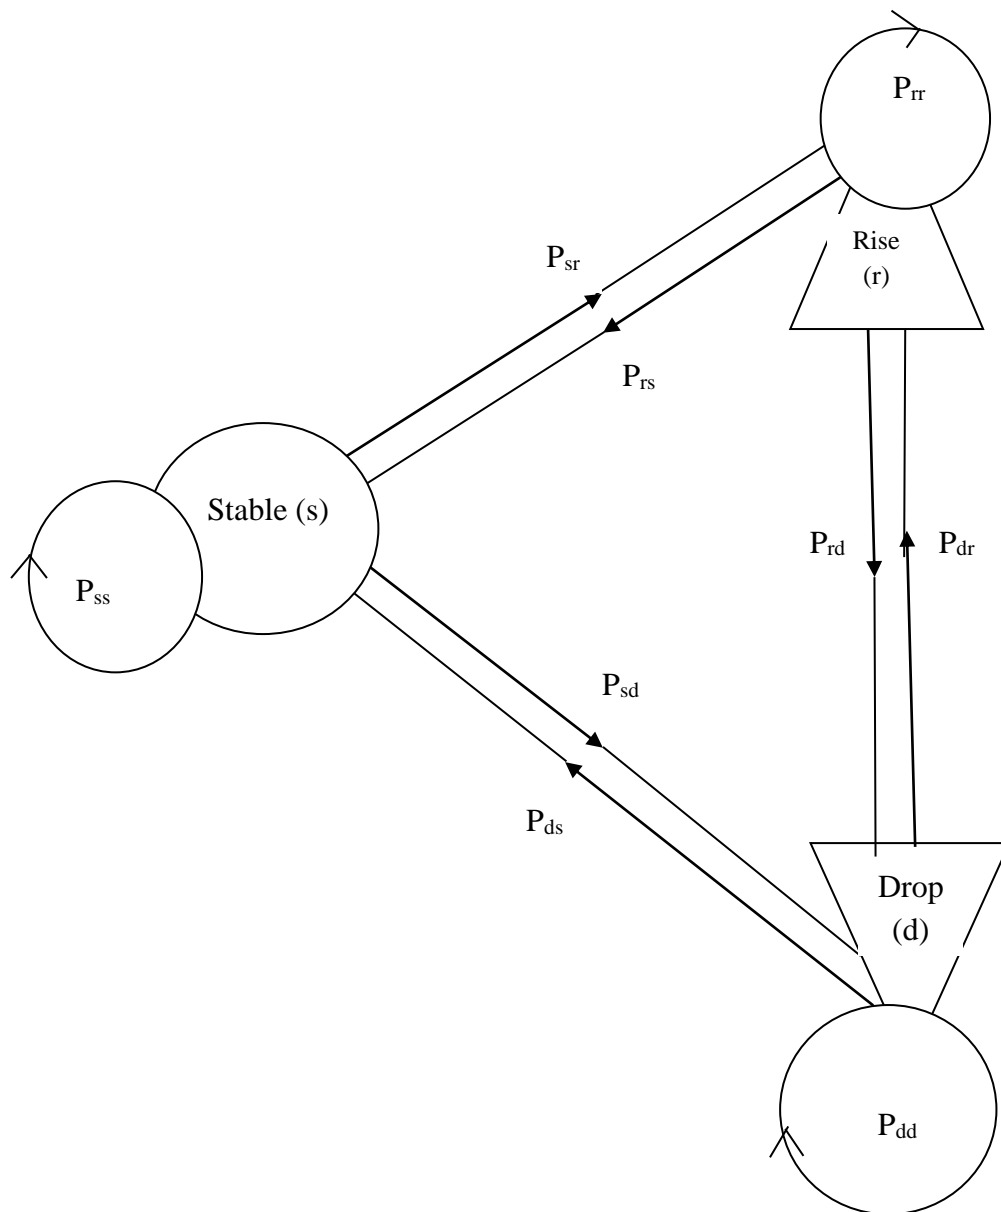 Prr
Rise
(r)
Psr
Prs
Stable (s)
Pss
Prd
Pdr
Psd
Pds
Drop
(d)
Pdd